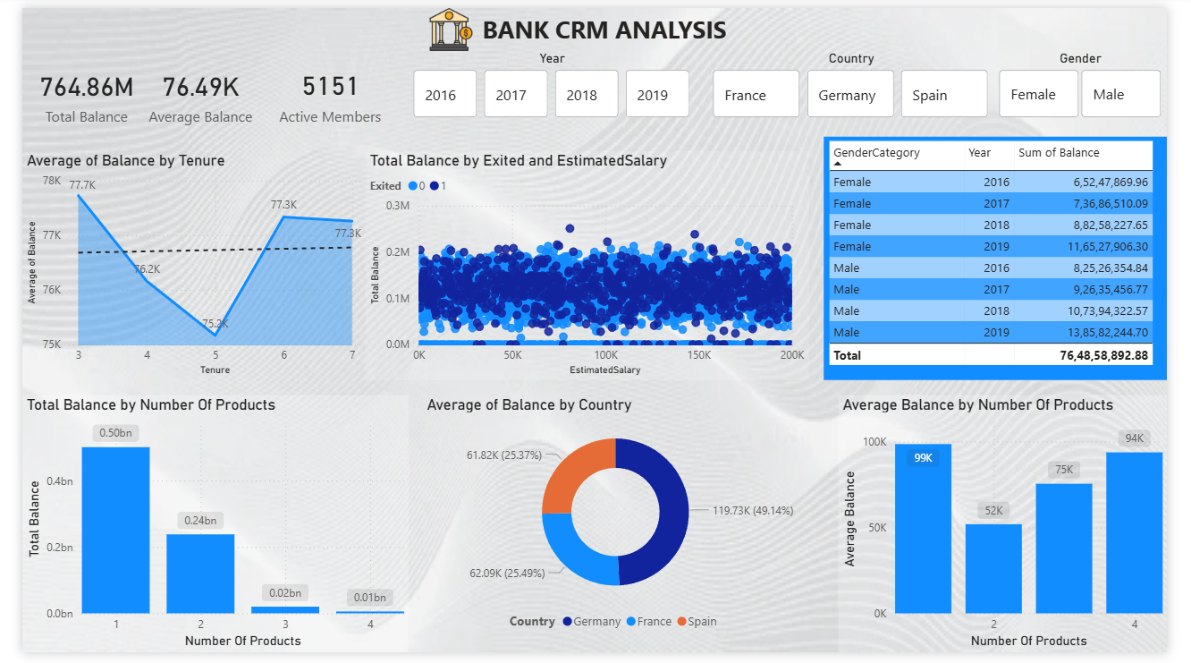 BANK CRM ANALYSIS
764.86M
Total Balance
76.49K
Average Balance
5151
Active Members
Year
2016
2017
2018
2019
Country
France
Germany
Spain
Gender
Female
Male
Average of Balance by Tenure
Average of Balance
78K
77K
76K
75K
77.7K
76.2K
75.2K
77.3K
77.3K
3 4 5 6 7
Tenure
Total Balance by Exited and EstimatedSalary
Exited 0 1
Total Balance
0.3M
0.2M
0.1M
0.0M
0K 50K 100K 150K 200K
EstimatedSalary
GenderCategory Year Sum of Balance
Female 2016 6,52,47,869.96
Female 2017 7,36,86,510.09
Female 2018 8,82,58,227.65
Female 2019 11,65,27,906.30
Male 2016 8,25,26,354.84
Male 2017 9,26,35,456.77
Male 2018 10,73,94,322.57
Male 2019 13,85,82,244.70
Total 76,48,58,892.88
Total Balance by Number Of Products
Total Balance
0.4bn
0.2bn
0.0bn
0.50bn
0.24bn
0.02bn
0.01bn
1 2 3 4
Number Of Products
Average of Balance by Country
61.82K (25.37%)
119.73K (49.14%)
62.09K (25.49%)
Country Germany France Spain
Average Balance by Number Of Products
Average Balance
100K
50K
0K
99K
52K
75K
94K
2 4
Number Of Products